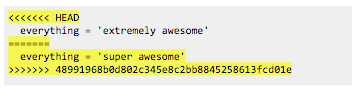 <<<<<<< HEAD
everything = 'extremely awesome'
=======
everything = 'super awesome'
>>>>>>> 48991968b0d802c345e8c2bb8845258613fcd01e